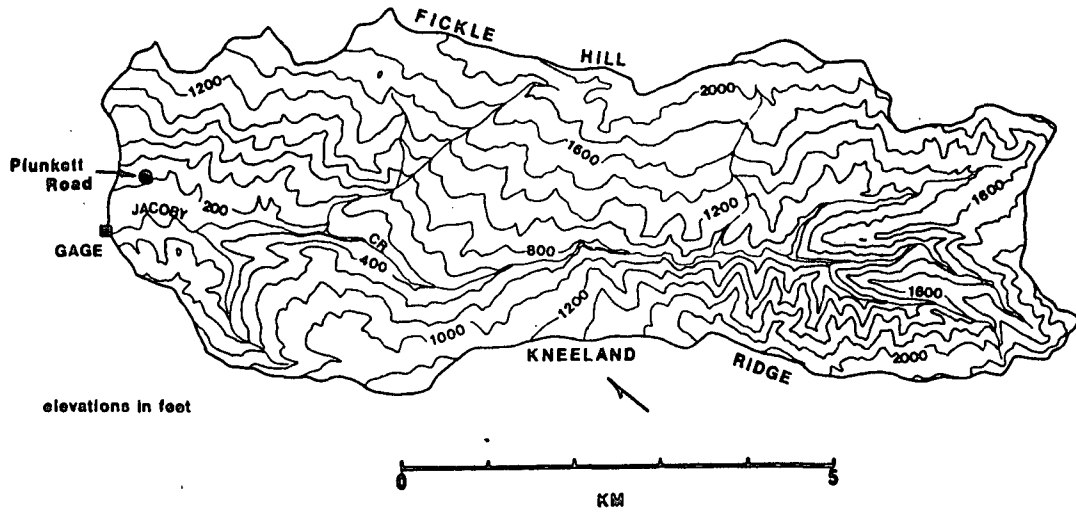 FICKLE
HILL
1200
2000
1600
Plunkett
Road
1600
JACOBY
200
1200
GAGE
CR
400
800
1200
1600
1000
KNEELAND
RIDGE
2000
elevations in feet
0
5
KM